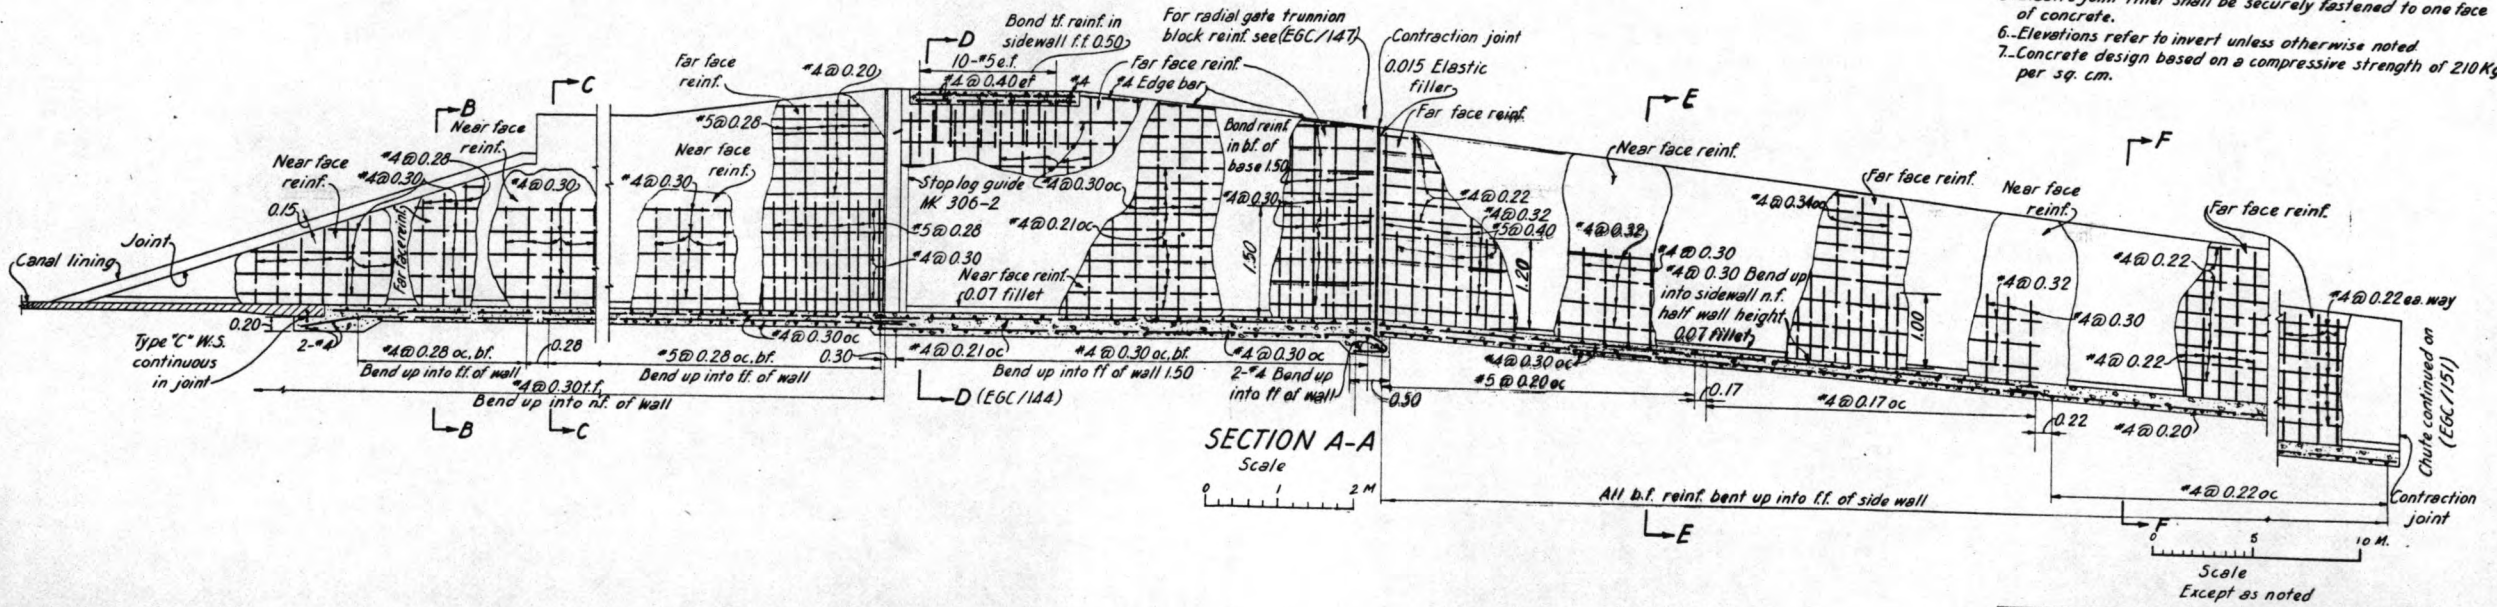 joint filler shall be securely fastened to one face
of concrete.
6.-Elevations refer to invert unless otherwise noted
7.-Concrete design based on a compressive strength of 210 Kg
per sq. cm.
Bond tf. reinf. in
sidewall f.f. 0.50
For radial gate trunnion
block reinf. see (EGC/147)
Contraction joint
D
10-#5 e.f.
#4@0.40 ef
#4
Far face reinf.
#4 Edge bar
0.015 Elastic
filler
Far face reinf.
Far face
reinf.
#4@0.20
C
B
E
F
Near face
reinf.
#4@0.28
#4@0.30
Near face
reinf.
0.15
Far face reinf.
#4@0.30
#5@0.28
Near face
reinf.
#4@0.30
Bond reinf.
in bf. of
base 1.50
#4@0.30
Near face reinf.
Far face reinf.
Near face
reinf.
Far face reinf.
Stop log guide
MK 306-2
#4@0.30 oc
#4@0.21 oc
#5@0.28
#4@0.30
1.50
#4@0.22
#4@0.32
#5@0.40
1.20
#4@0.32
#4@0.30
#4@0.30 Bend up
into sidewall n.f.
half wall height
0.07 fillet
#4@0.34 oc
1.00
#4@0.32
#4@0.30
#4@0.22
#4@0.22
#4@0.22 ea. way
Joint
Canal lining
Near face reinf.
0.07 fillet
0.20
Type "C" W.S.
continuous
in joint
2-#4
#4@0.28 oc, bf.
Bend up into ff. of wall
0.28
#5@0.28 oc, bf.
Bend up into ff. of wall
#4@0.30 oc
0.30
#4@0.30 t.f.
Bend up into n.f. of wall
#4@0.21 oc
#4@0.30 oc, bf.
Bend up into ff of wall 1.50
#4@0.30 oc
2-#4 Bend up
into ff of wall
0.50
#4@0.30 oc
#5@0.20 oc
0.17
#4@0.17 oc
0.22
#4@0.20
Chute continued on
(EGC/151)
B
C
D (EGC/144)
SECTION A-A
Scale
0 1 2 M
All b.f. reinf. bent up into f.f. of side wall
#4@0.22 oc
Contraction
joint
E
F
0 5 10 M.
Scale
Except as noted